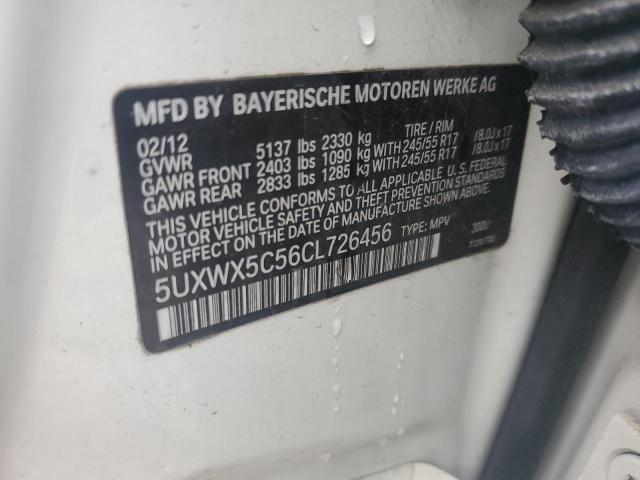 MFD BY BAYERISCHE MOTOREN WERKE AG
02/12 TIRE / RIM
GVWR 5137 lbs 2330 kg
GAWR FRONT 2403 lbs 1090 kg WITH 245/55 R17 / 8.0J x 17
GAWR REAR 2833 lbs 1285 kg WITH 245/55 R17 / 8.0J x 17
THIS VEHICLE CONFORMS TO ALL APPLICABLE U.S. FEDERAL
MOTOR VEHICLE SAFETY AND THEFT PREVENTION STANDARDS
IN EFFECT ON THE DATE OF MANUFACTURE SHOWN ABOVE.
5UXWX5C56CL726456 TYPE: MPV